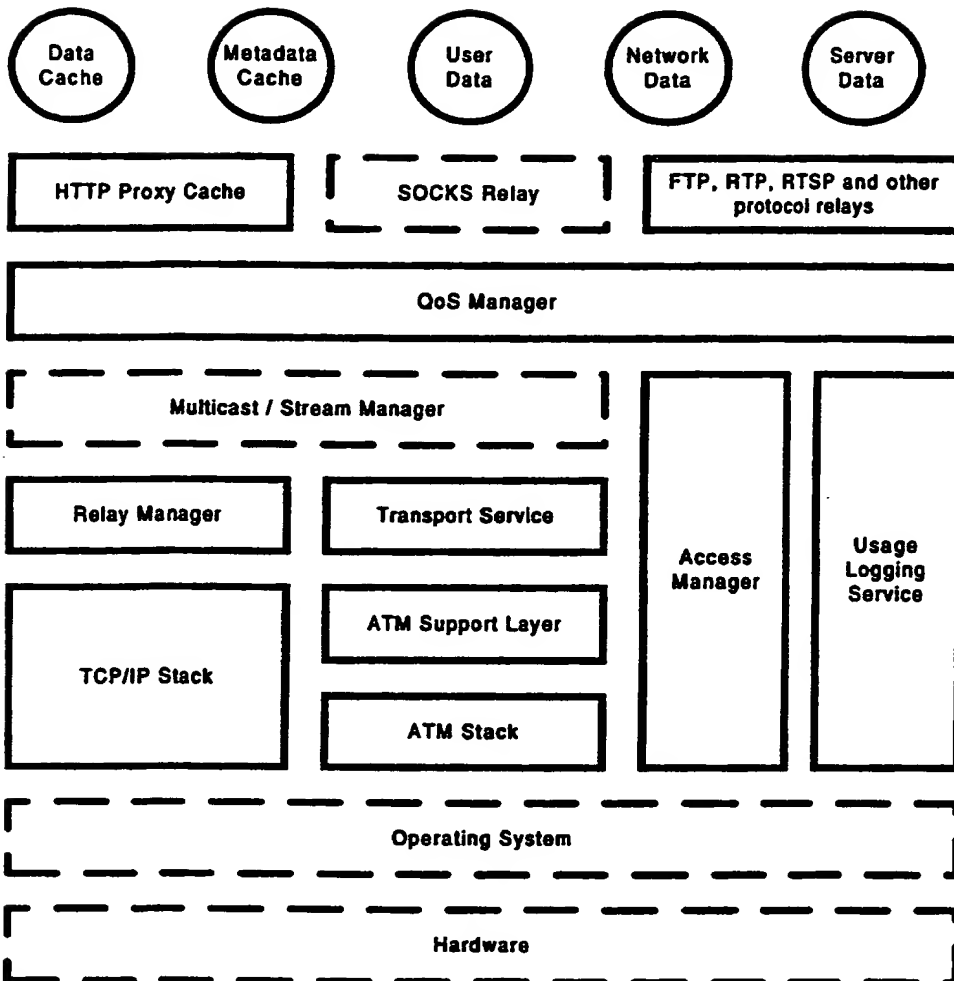 Data
Cache
Metadata
Cache
User
Data
Network
Data
Server
Data
HTTP Proxy Cache
SOCKS Relay
FTP, RTP, RTSP and other
protocol relays
QoS Manager
Multicast / Stream Manager
Relay Manager
Transport Service
Access
Manager
Usage
Logging
Service
TCP/IP Stack
ATM Support Layer
ATM Stack
Operating System
Hardware